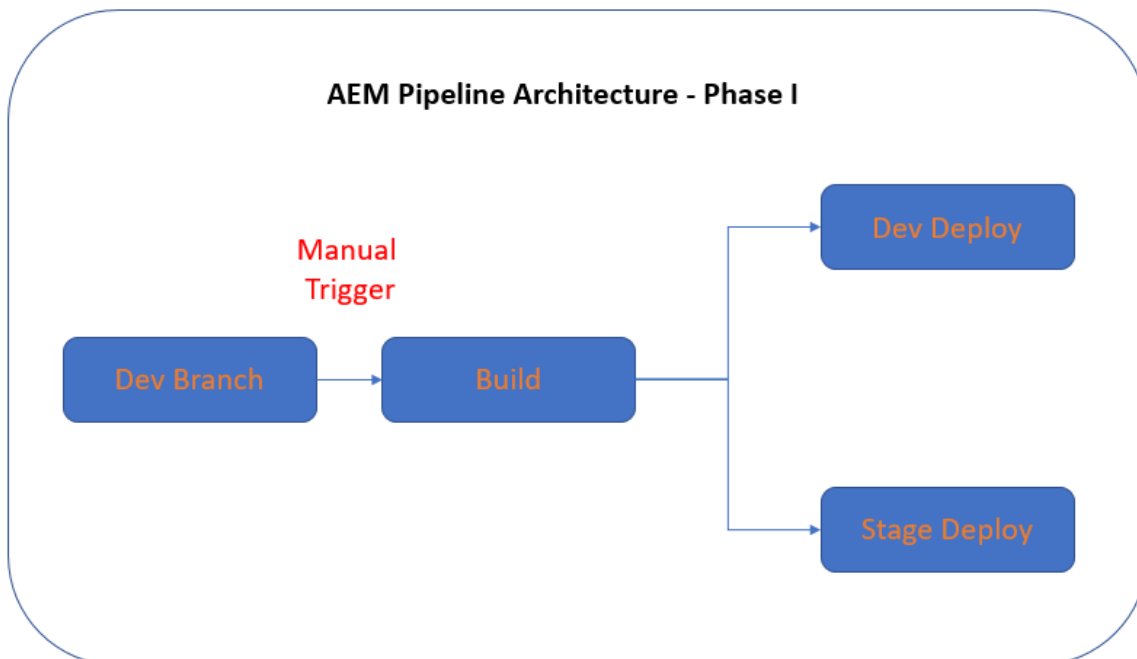 AEM Pipeline Architecture - Phase I
Dev Deploy
Manual
Trigger
Dev Branch
Build
Stage Deploy